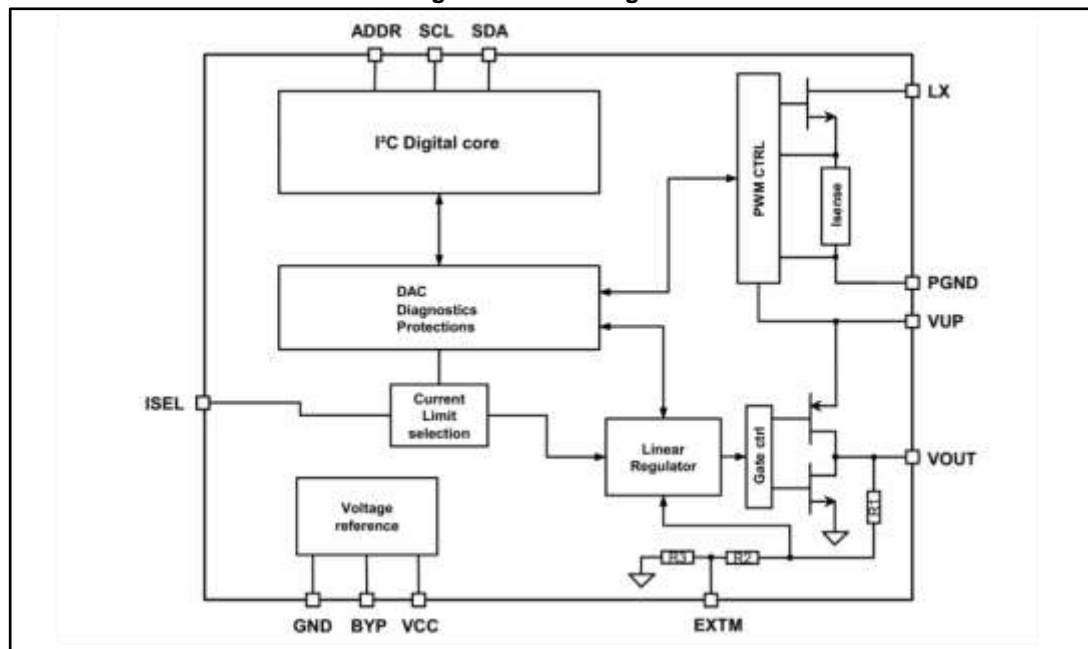 ADDR SCL SDA
LX
I²C Digital core
PWM CTRL
Isense
DAC
Diagnostics
Protections
PGND
VUP
ISEL
Current
Limit
selection
Linear
Regulator
Gate ctrl
VOUT
R1
Voltage
reference
R3 R2
GND BYP VCC
EXTM